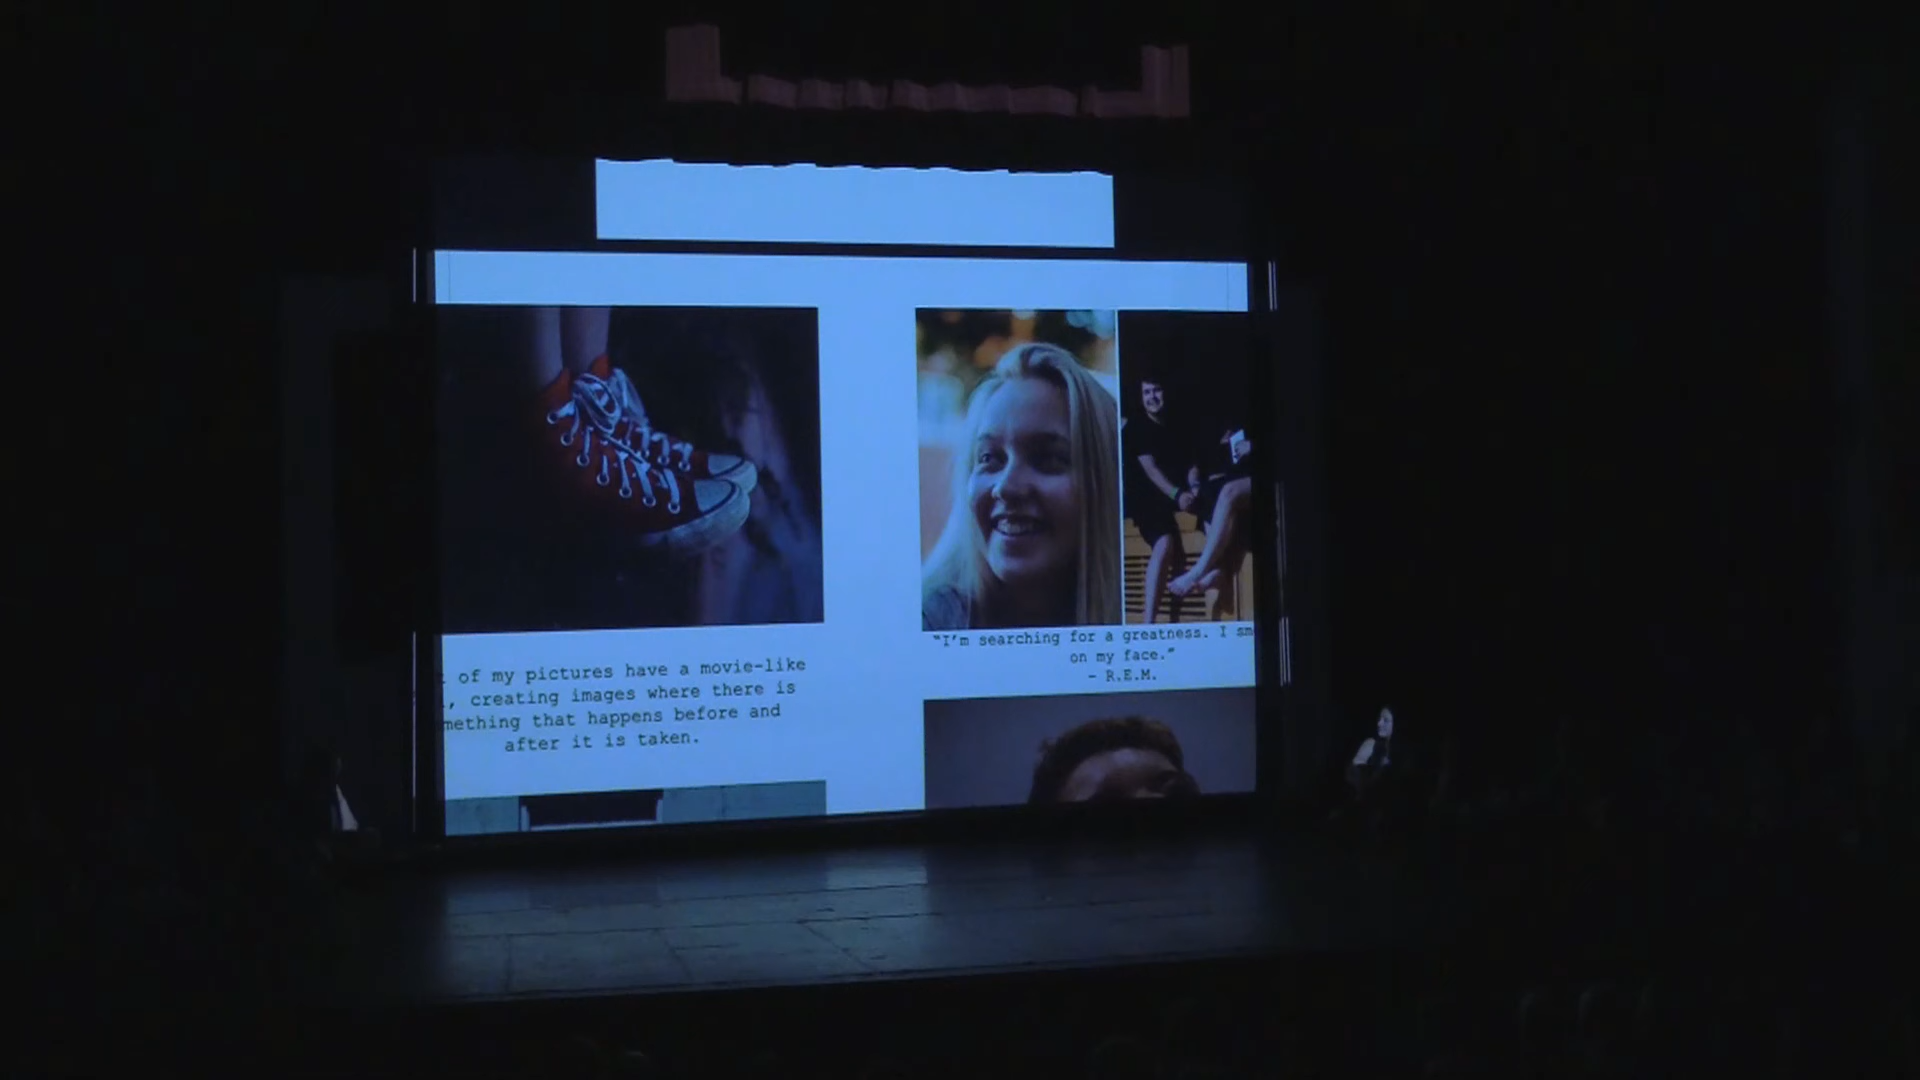 of my pictures have a movie-like
, creating images where there is
mething that happens before and
after it is taken.
"I'm searching for a greatness. I sm
on my face."
- R.E.M.